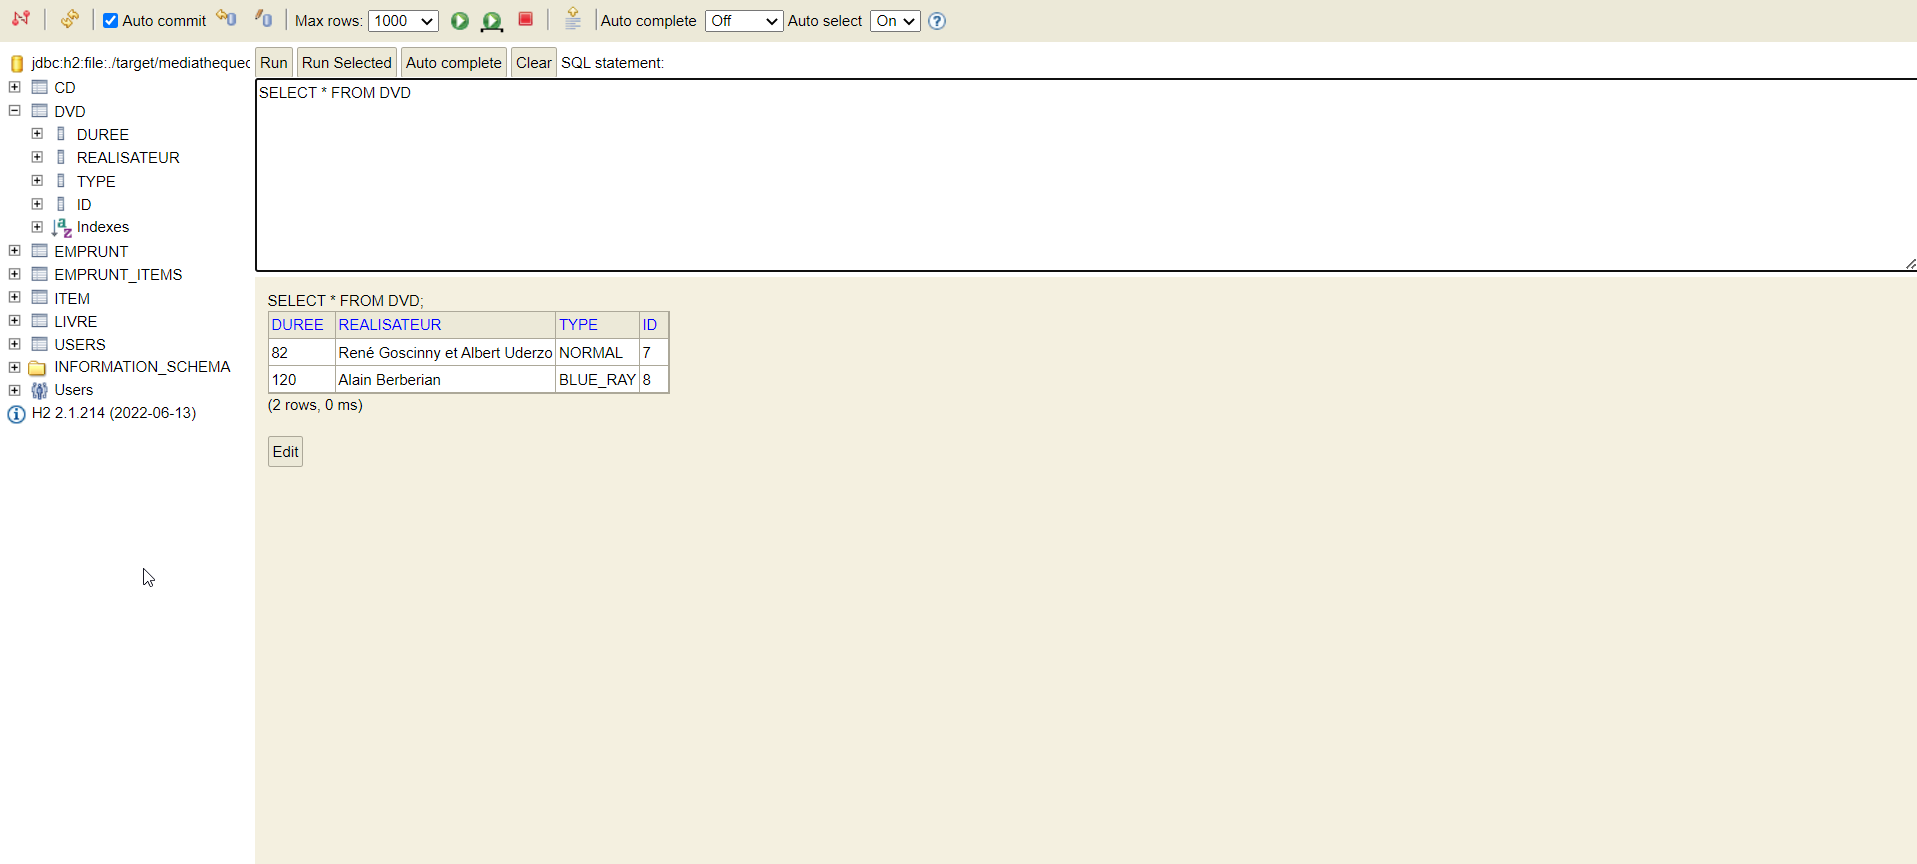 Auto commit Max rows: 1000 Auto complete Off Auto select On ?
jdbc:h2:file:./target/mediathequec
CD
DVD
DUREE
REALISATEUR
TYPE
ID
Indexes
EMPRUNT
EMPRUNT_ITEMS
ITEM
LIVRE
USERS
INFORMATION_SCHEMA
Users
H2 2.1.214 (2022-06-13)
Run Run Selected Auto complete Clear SQL statement:
SELECT * FROM DVD
SELECT * FROM DVD;
DUREE REALISATEUR TYPE ID
82 René Goscinny et Albert Uderzo NORMAL 7
120 Alain Berberian BLUE_RAY 8
(2 rows, 0 ms)
Edit